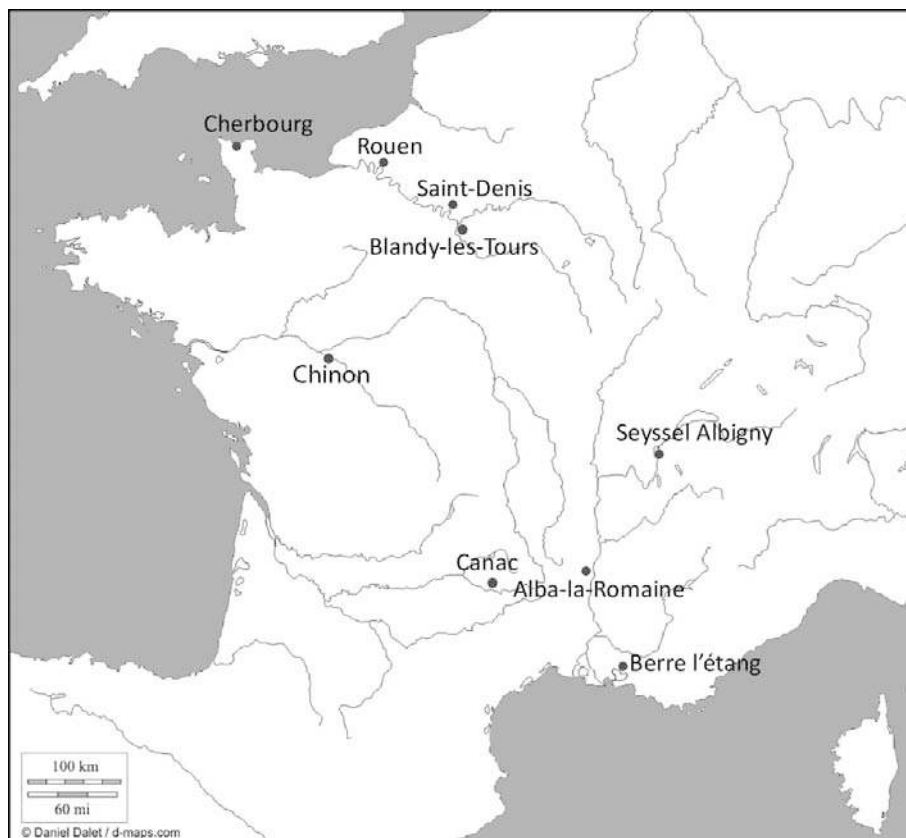 Cherbourg
Rouen
Saint-Denis
Blandy-les-Tours
Chinon
Seyssel Albigny
Canac
Alba-la-Romaine
Berre l'étang
100 km
60 mi
© Daniel Dalet / d-maps.com